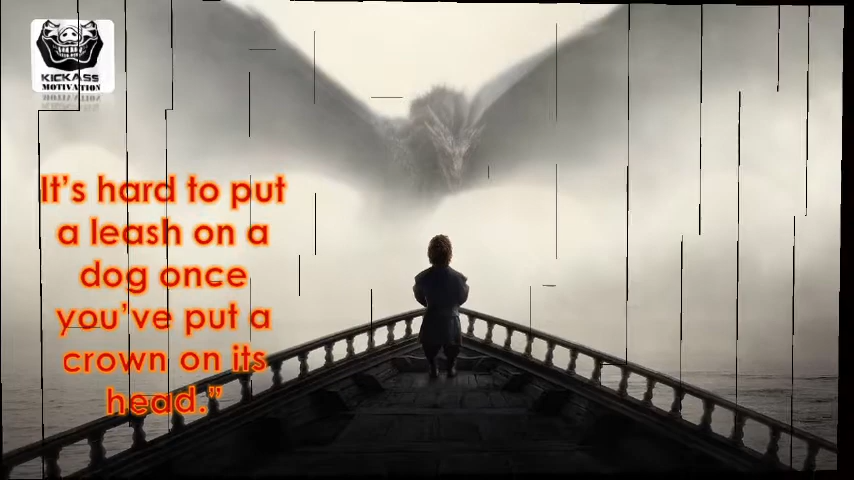 KICKASS
MOTIVATION
It's hard to put
a leash on a
dog once
you've put a
crown on its
head.”